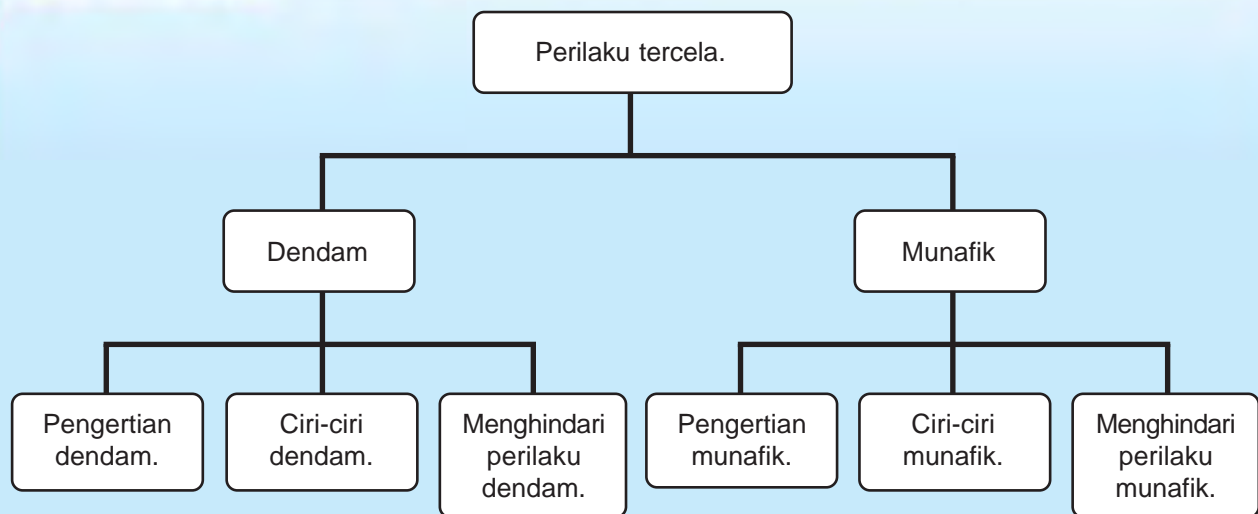 Perilaku tercela.
Dendam
Munafik
Pengertian
dendam.
Ciri-ciri
dendam.
Menghindari
perilaku
dendam.
Pengertian
munafik.
Ciri-ciri
munafik.
Menghindari
perilaku
munafik.